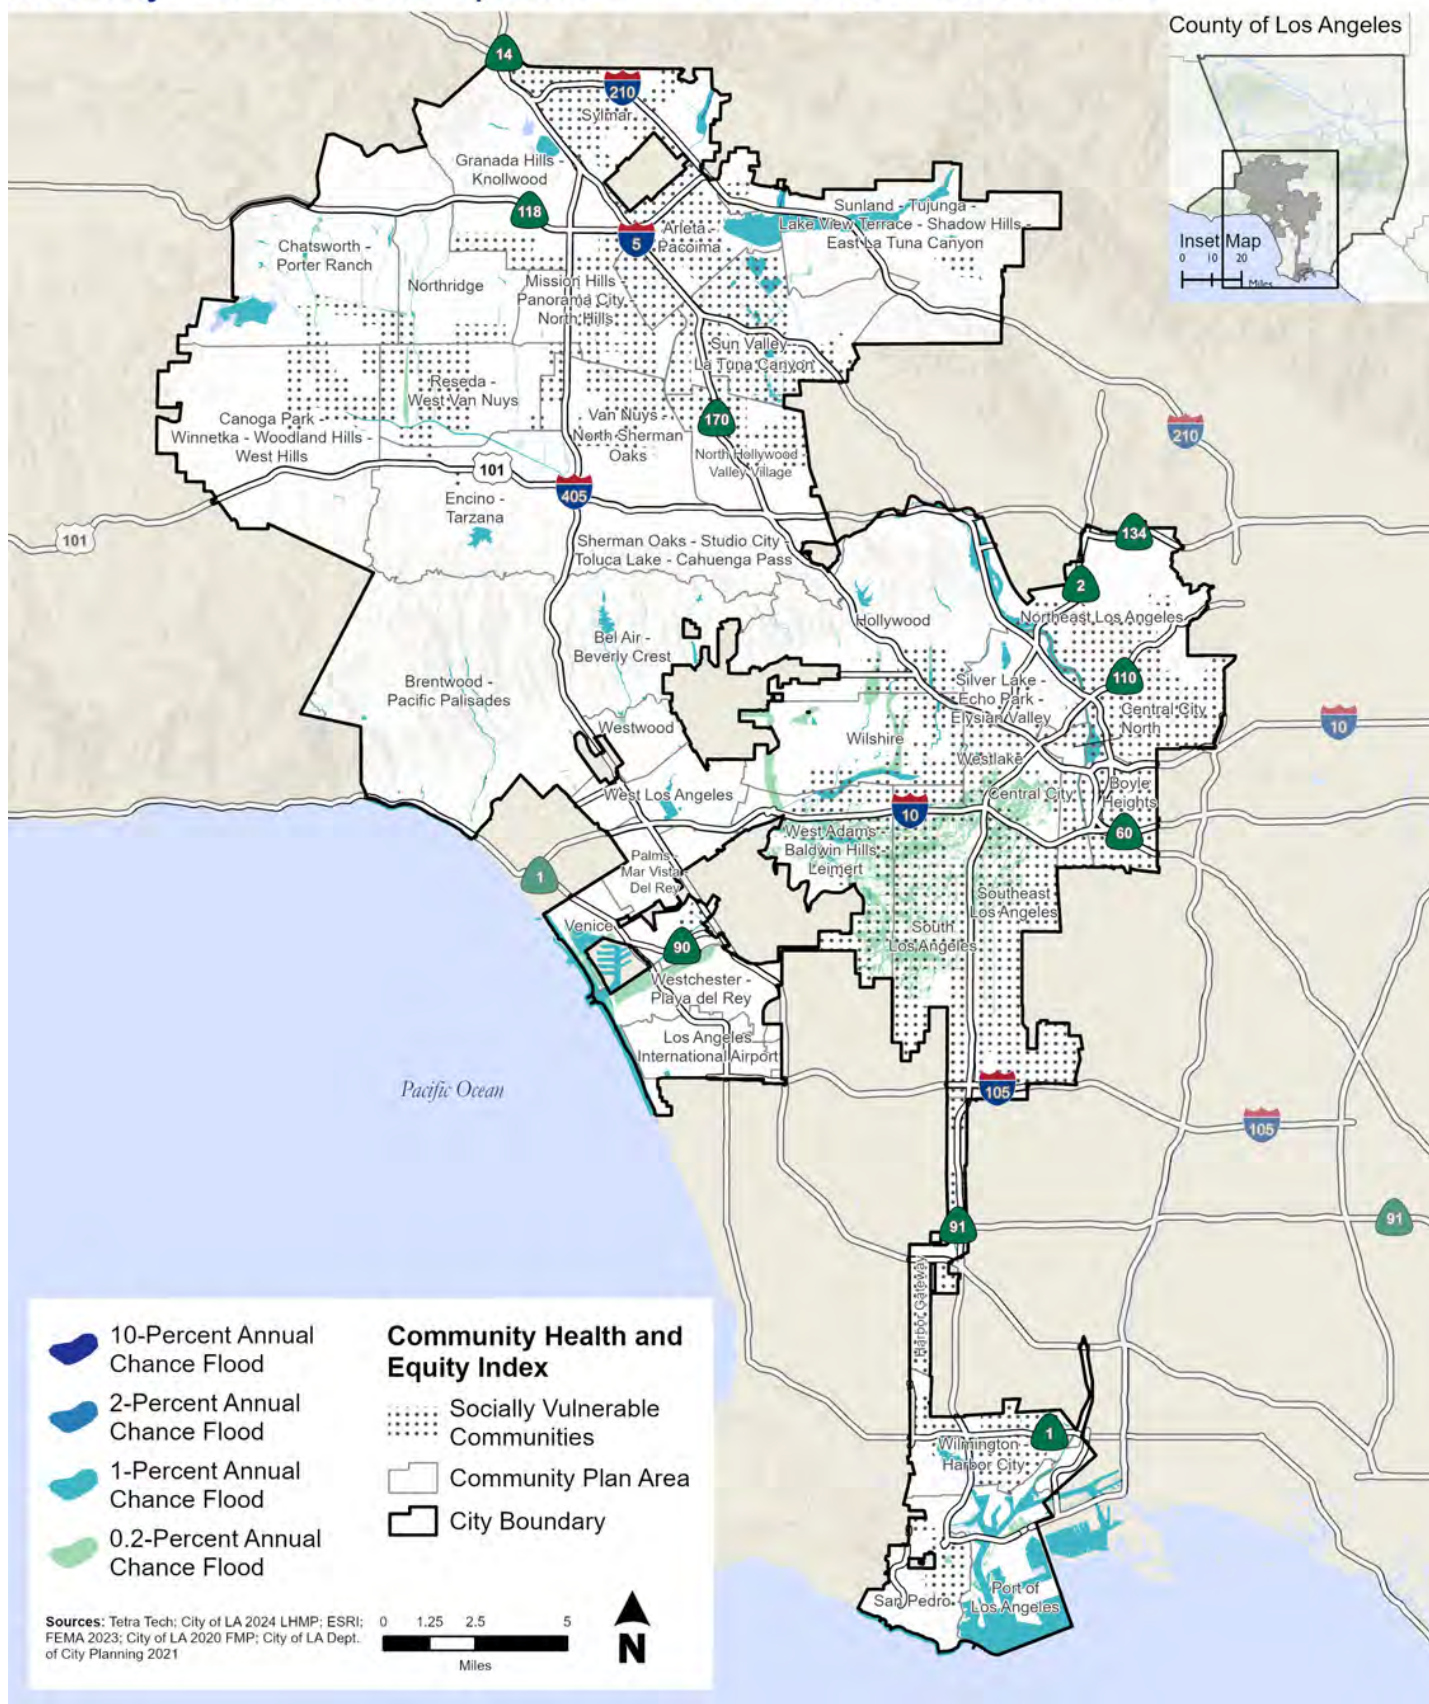 County of Los Angeles
Inset Map
0 10 20
Miles
14
210
Sylmar
Granada Hills -
Knollwood
118
5
Arleta -
Pacoima
Sunland - Tujunga -
Lake View Terrace - Shadow Hills -
East La Tuna Canyon
Chatsworth -
Porter Ranch
Northridge
Mission Hills -
Panorama City -
North Hills
Sun Valley -
La Tuna Canyon
Reseda -
West Van Nuys
Canoga Park -
Winnetka - Woodland Hills -
West Hills
Van Nuys -
North Sherman
Oaks
170
North Hollywood -
Valley Village
210
101
405
Encino -
Tarzana
101
134
Sherman Oaks - Studio City -
Toluca Lake - Cahuenga Pass
2
Hollywood
Northeast Los Angeles
Bel Air -
Beverly Crest
Brentwood -
Pacific Palisades
Silver Lake -
Echo Park -
Elysian Valley
110
Central City
North
10
Westwood
Wilshire
Westlake
West Los Angeles
Central City
Boyle
Heights
10
60
West Adams -
Baldwin Hills -
Leimert
Palms -
Mar Vista -
Del Rey
1
Southeast
Los Angeles
Venice
90
South
Los Angeles
Westchester -
Playa del Rey
Los Angeles
International Airport
Pacific Ocean
105
105
91
91
Harbor Gateway
1
Wilmington -
Harbor City
San Pedro
Port of
Los Angeles
10-Percent Annual
Chance Flood
2-Percent Annual
Chance Flood
1-Percent Annual
Chance Flood
0.2-Percent Annual
Chance Flood
Community Health and
Equity Index
Socially Vulnerable
Communities
Community Plan Area
City Boundary
Sources: Tetra Tech; City of LA 2024 LHMP; ESRI;
FEMA 2023; City of LA 2020 FMP; City of LA Dept.
of City Planning 2021
0 1.25 2.5 5
Miles
N